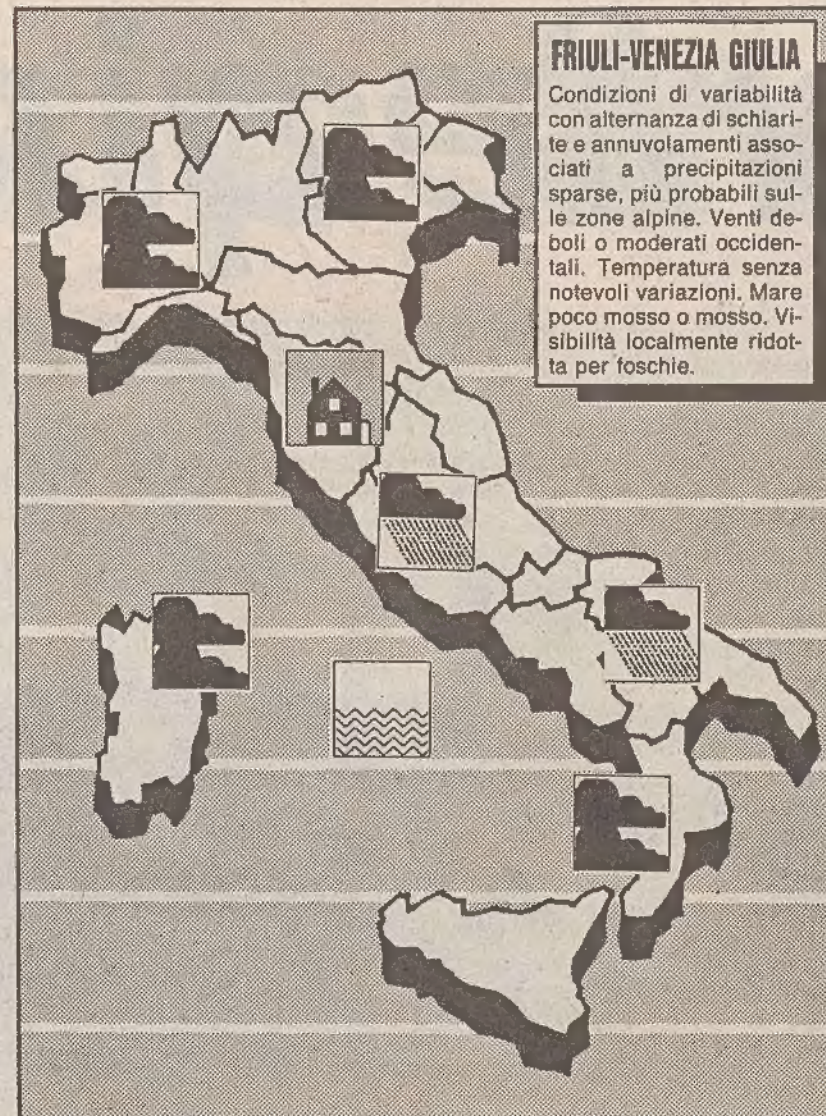 FRIULI-VENEZIA GIULIA
Condizioni di variabilità
con alternanza di schiari-
te e annuvolamenti asso-
ciati a precipitazioni
sparse, più probabili sul-
le zone alpine. Venti de-
boli o moderati occiden-
tali. Temperatura senza
notevoli variazioni. Mare
poco mosso o mosso. Vi-
sibilità localmente ridot-
ta per foschie.